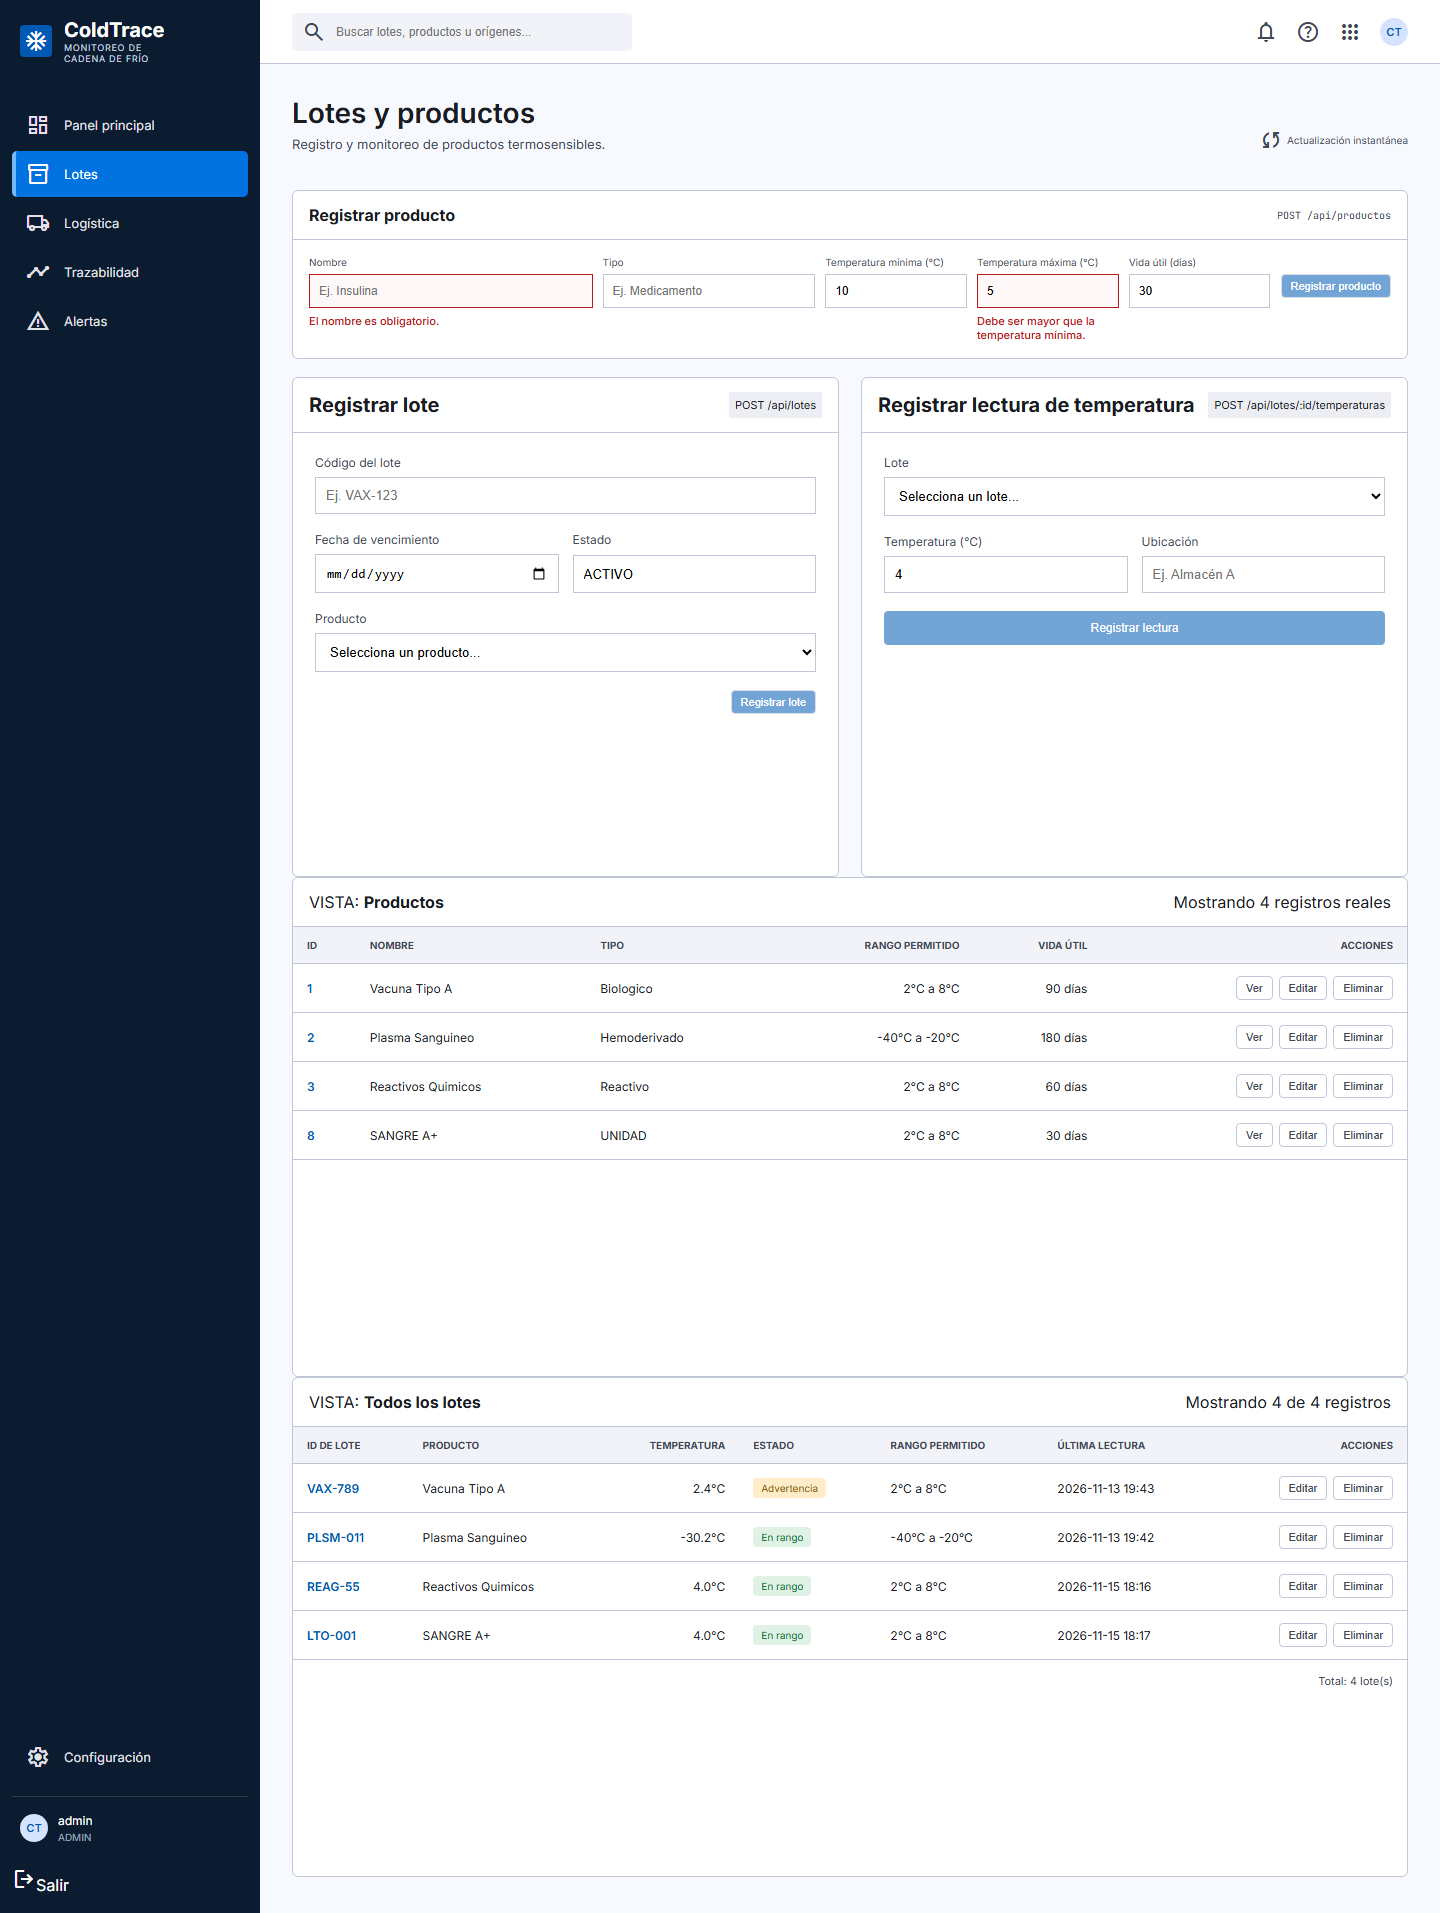 ColdTrace
MONITOREO DE
CADENA DE FRÍO
Panel principal
Lotes
Logística
Trazabilidad
Alertas
Configuración
CT
admin
ADMIN
Salir
Buscar lotes, productos u orígenes...
CT
Lotes y productos
Registro y monitoreo de productos termosensibles.
Actualización instantánea
Registrar producto
POST /api/productos
Nombre
Ej. Insulina
El nombre es obligatorio.
Tipo
Ej. Medicamento
Temperatura mínima (°C)
10
Temperatura máxima (°C)
5
Debe ser mayor que la
temperatura mínima.
Vida útil (días)
30
Registrar producto
Registrar lote
POST /api/lotes
Código del lote
Ej. VAX-123
Fecha de vencimiento
mm/dd/yyyy
Estado
ACTIVO
Producto
Selecciona un producto...
Registrar lote
Registrar lectura de temperatura
POST /api/lotes/:id/temperaturas
Lote
Selecciona un lote...
Temperatura (°C)
4
Ubicación
Ej. Almacén A
Registrar lectura
VISTA: Productos
Mostrando 4 registros reales
ID NOMBRE TIPO RANGO PERMITIDO VIDA ÚTIL ACCIONES
1 Vacuna Tipo A Biologico 2°C a 8°C 90 días Ver Editar Eliminar
2 Plasma Sanguineo Hemoderivado -40°C a -20°C 180 días Ver Editar Eliminar
3 Reactivos Quimicos Reactivo 2°C a 8°C 60 días Ver Editar Eliminar
8 SANGRE A+ UNIDAD 2°C a 8°C 30 días Ver Editar Eliminar
VISTA: Todos los lotes
Mostrando 4 de 4 registros
ID DE LOTE PRODUCTO TEMPERATURA ESTADO RANGO PERMITIDO ÚLTIMA LECTURA ACCIONES
VAX-789 Vacuna Tipo A 2.4°C Advertencia 2°C a 8°C 2026-11-13 19:43 Editar Eliminar
PLSM-011 Plasma Sanguineo -30.2°C En rango -40°C a -20°C 2026-11-13 19:42 Editar Eliminar
REAG-55 Reactivos Quimicos 4.0°C En rango 2°C a 8°C 2026-11-15 18:16 Editar Eliminar
LTO-001 SANGRE A+ 4.0°C En rango 2°C a 8°C 2026-11-15 18:17 Editar Eliminar
Total: 4 lote(s)